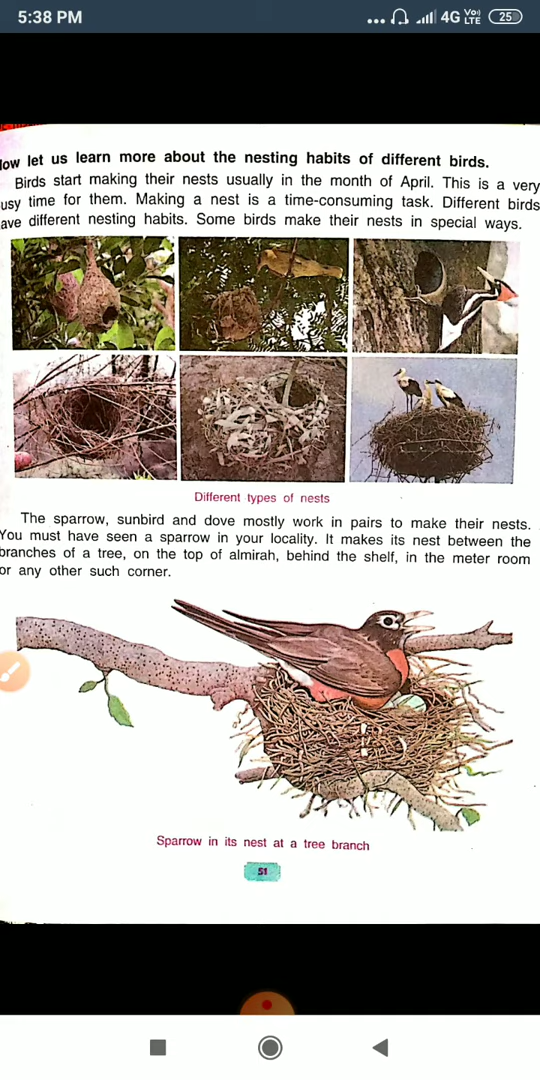 5:38 PM
4G
Vo))
LTE
25
low let us learn more about the nesting habits of different birds.
Birds start making their nests usually in the month of April. This is a very
usy time for them. Making a nest is a time-consuming task. Different birds
ave different nesting habits. Some birds make their nests in special ways.
Different types of nests
The sparrow, sunbird and dove mostly work in pairs to make their nests.
You must have seen a sparrow in your locality. It makes its nest between the
branches of a tree, on the top of almirah, behind the shelf, in the meter room
or any other such corner.
Sparrow in its nest at a tree branch
51